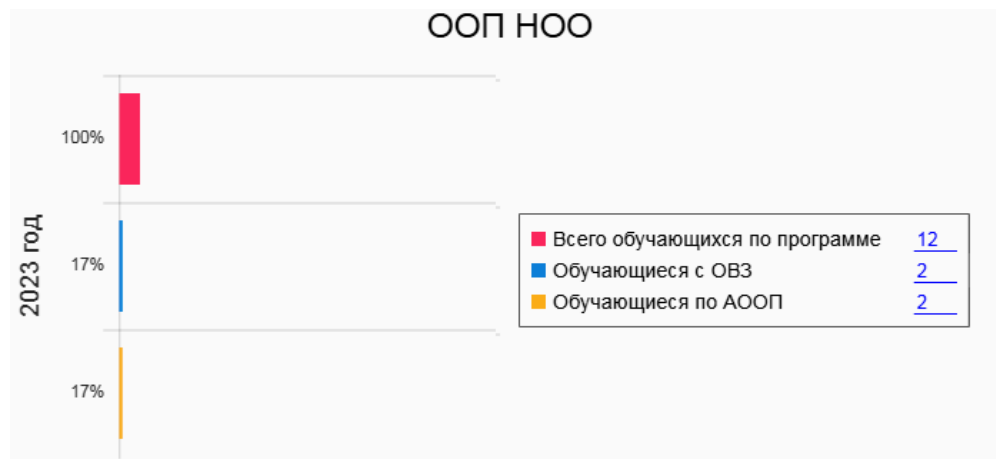 ООП НОО
100%
17%
17%
2023 год
Всего обучающихся по программе 12
Обучающиеся с ОВЗ 2
Обучающиеся по АООП 2